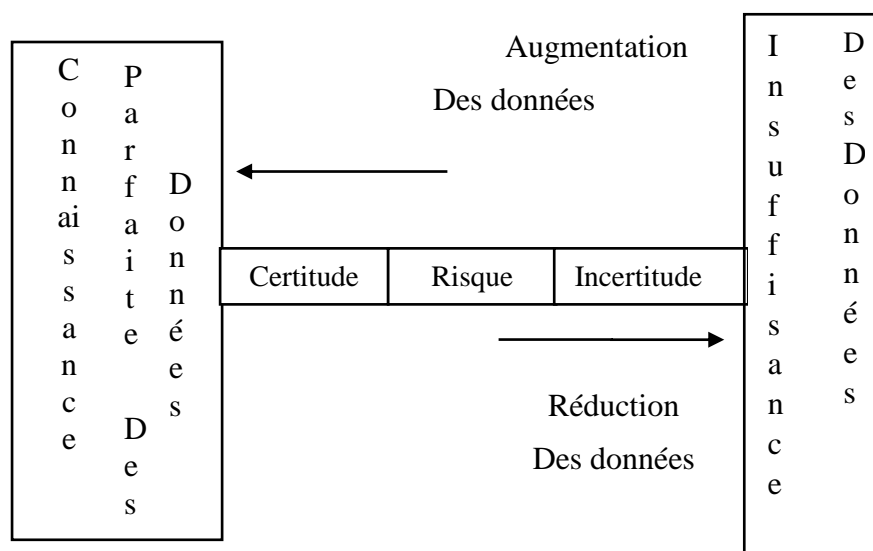 Connaissance
Parfaite Des
Données
Augmentation
Des données
Certitude
Risque
Incertitude
Réduction
Des données
Insuffisance
Des Données